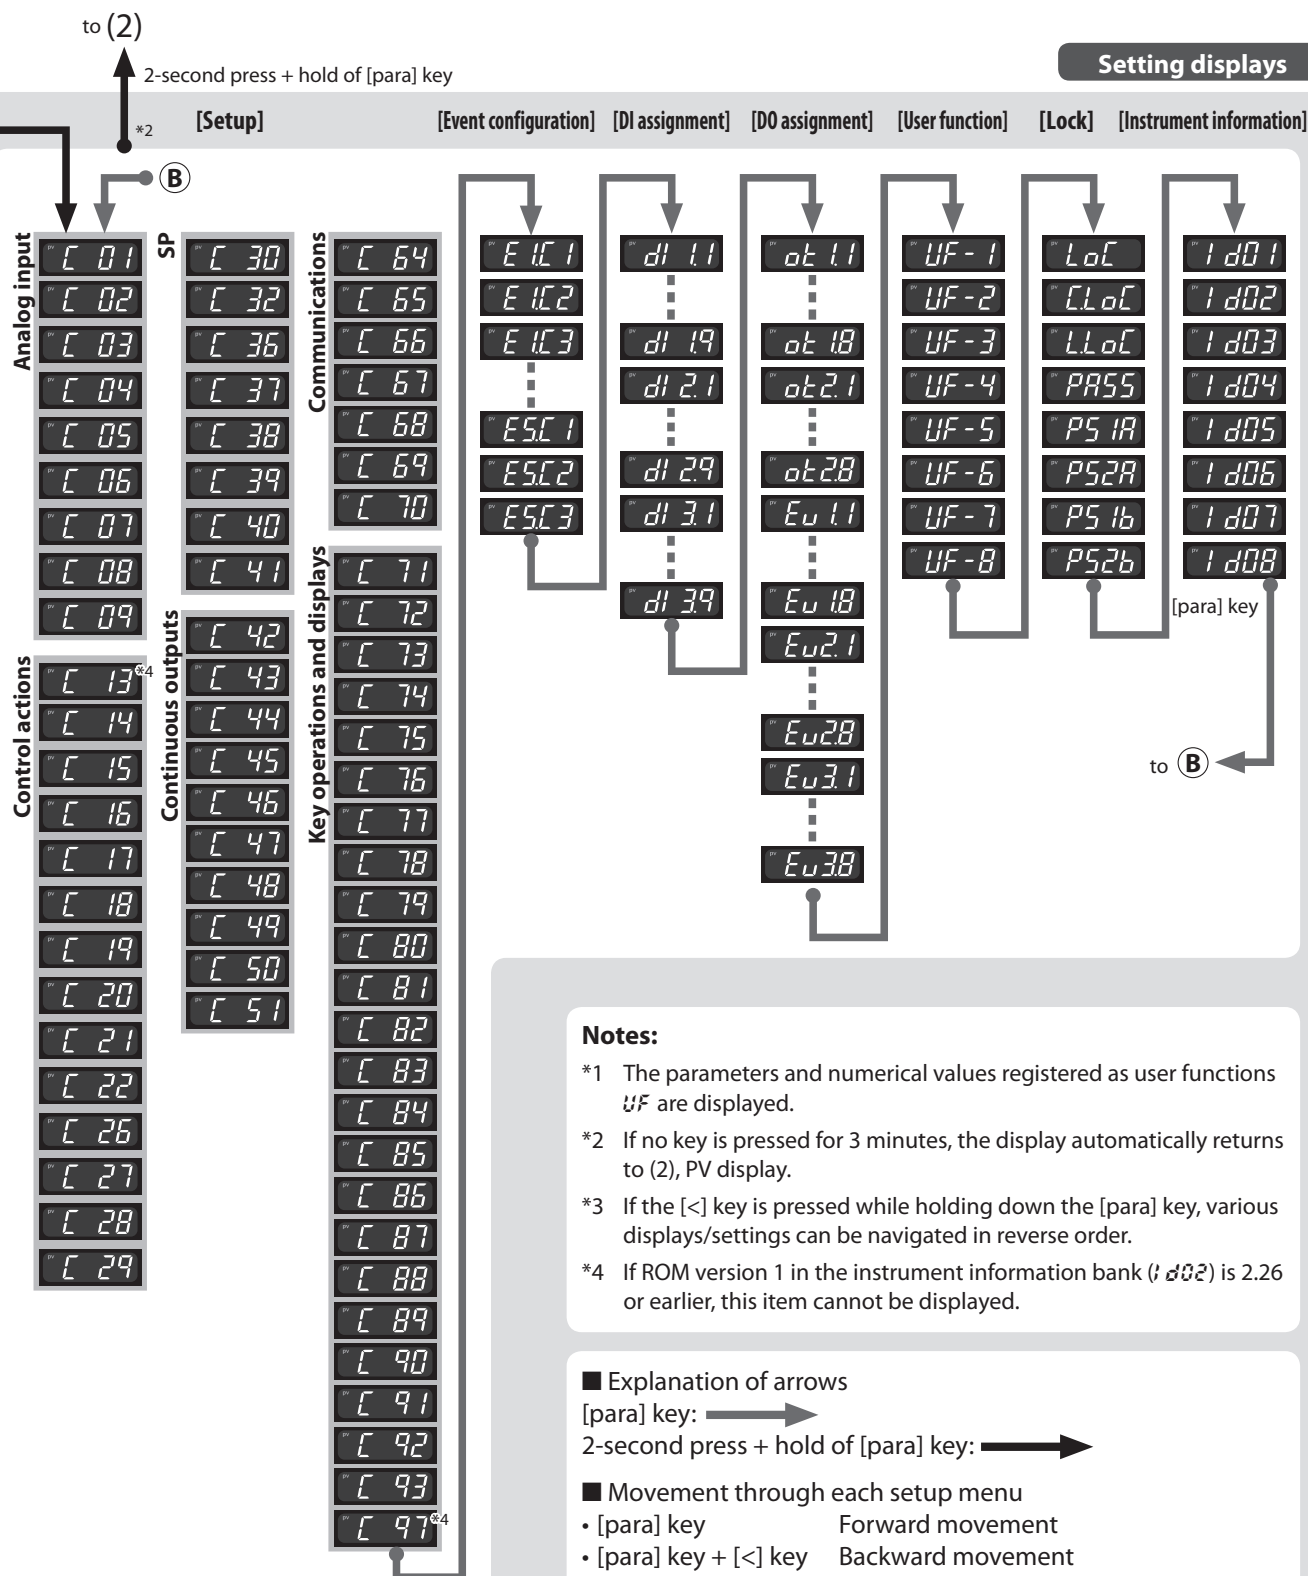 to (2)
2-second press + hold of [para] key
Setting displays
*2
[Setup]
[Event configuration]
[DI assignment]
[DO assignment]
[User function]
[Lock]
[Instrument information]
B
Analog input
C 01
C 02
C 03
C 04
C 05
C 06
C 07
C 08
C 09
Control actions
C 13 *4
C 14
C 15
C 16
C 17
C 18
C 19
C 20
C 21
C 22
C 26
C 27
C 28
C 29
SP
C 30
C 32
C 36
C 37
C 38
C 39
C 40
C 41
Continuous outputs
C 42
C 43
C 44
C 45
C 46
C 47
C 48
C 49
C 50
C 51
Communications
C 64
C 65
C 66
C 67
C 68
C 69
C 70
Key operations and displays
C 71
C 72
C 73
C 74
C 75
C 76
C 77
C 78
C 79
C 80
C 81
C 82
C 83
C 84
C 85
C 86
C 87
C 88
C 89
C 90
C 91
C 92
C 93
C 97 *4
E1.C1
E1.C2
E1.C3
E5.C1
E5.C2
E5.C3
dI 1.1
dI 1.9
dI 2.1
dI 2.9
dI 3.1
dI 3.9
ot 1.1
ot 1.8
ot2.1
ot2.8
Ev 1.1
Ev 1.8
Ev2.1
Ev2.8
Ev3.1
Ev3.8
UF-1
UF-2
UF-3
UF-4
UF-5
UF-6
UF-7
UF-8
LoC
C.LoC
L.LoC
PASS
PS1A
PS2A
PS1b
PS2b
Id01
Id02
Id03
Id04
Id05
Id06
Id07
Id08
[para] key
to B
Notes:
*1 The parameters and numerical values registered as user functions
UF are displayed.
*2 If no key is pressed for 3 minutes, the display automatically returns
to (2), PV display.
*3 If the [<] key is pressed while holding down the [para] key, various
displays/settings can be navigated in reverse order.
*4 If ROM version 1 in the instrument information bank (Id02) is 2.26
or earlier, this item cannot be displayed.
■ Explanation of arrows
[para] key:
2-second press + hold of [para] key:
■ Movement through each setup menu
• [para] key Forward movement
• [para] key + [<] key Backward movement